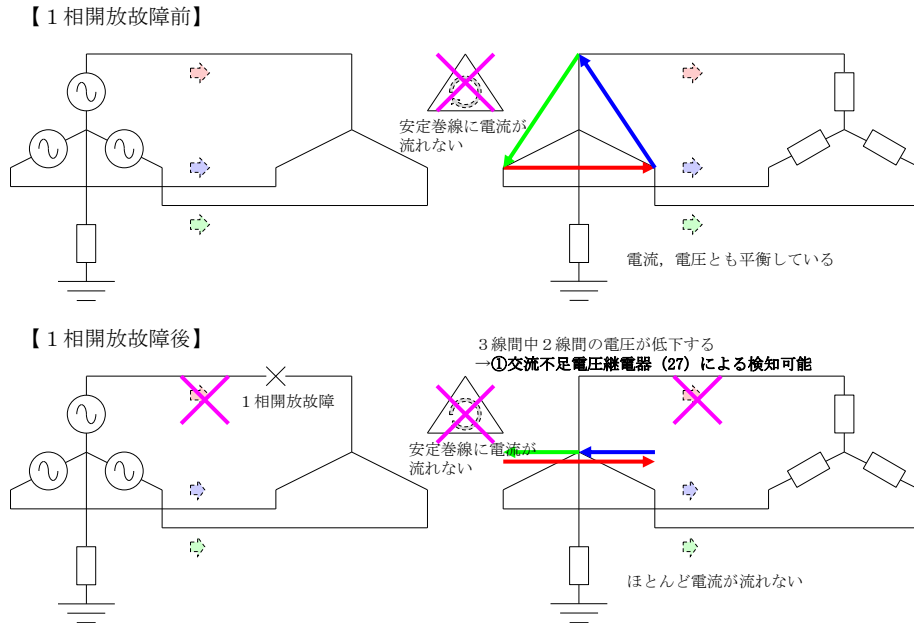 【１相開放故障前】
安定巻線に電流が
流れない
電流，電圧とも平衡している
【１相開放故障後】
３線間中２線間の電圧が低下する
→①交流不足電圧継電器（27）による検知可能
１相開放故障
安定巻線に電流が
流れない
ほとんど電流が流れない